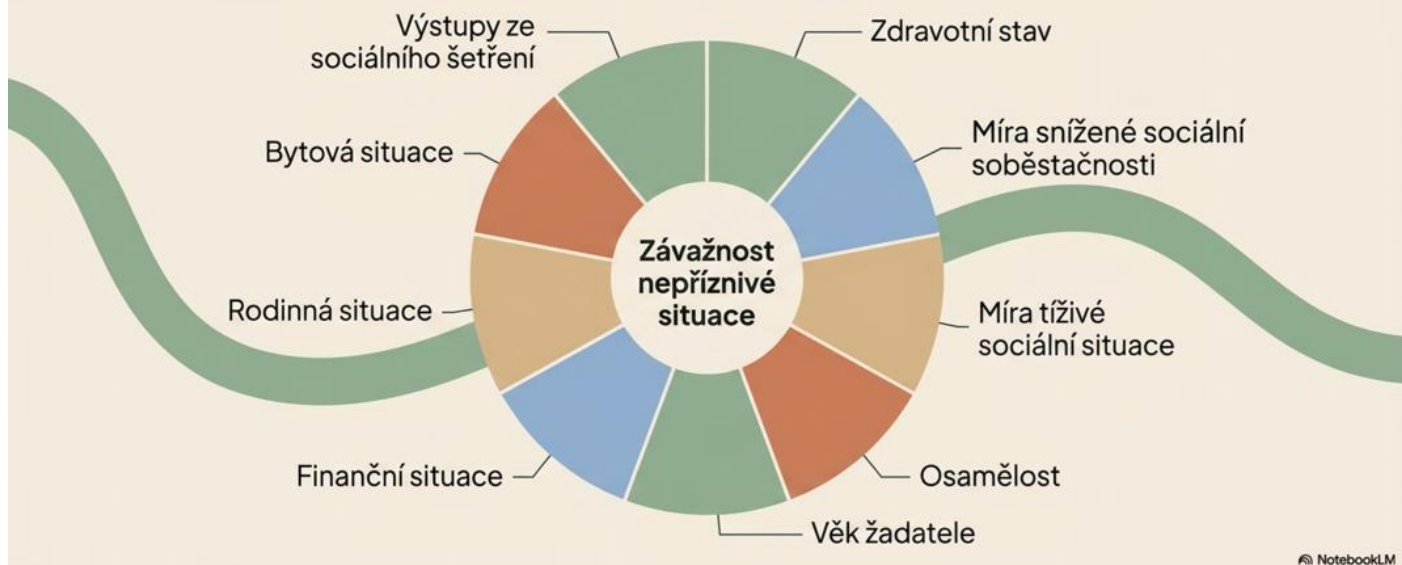 Výstupy ze
sociálního šetření
Zdravotní stav
Bytová situace
Míra snížené sociální
soběstačnosti
Závažnost
nepříznivé
situace
Rodinná situace
Míra tíživé
sociální situace
Finanční situace
Osamělost
Věk žadatele
NotebookLM